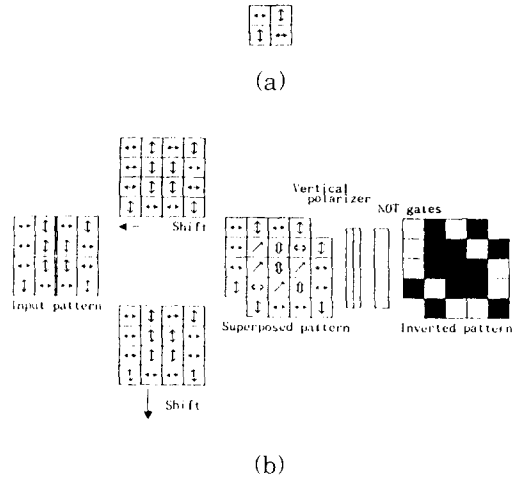 (a)
Shift
Vertical
polarizer
NOT gates
Input pattern
Superposed pattern
Inverted pattern
Shift
(b)